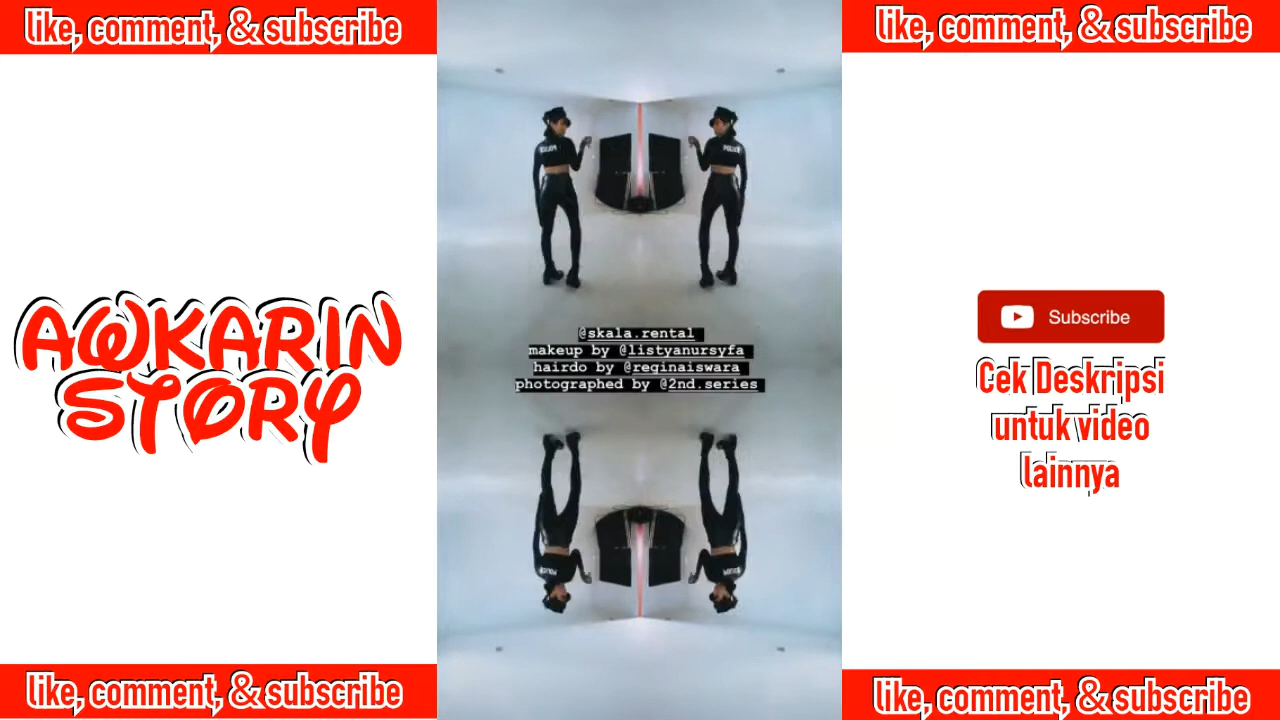 like, comment, & subscribe
AWKARIN
STORY
like, comment, & subscribe
POLICE
@skala.rental
makeup by @listyanursyfa
hairdo by @reginaiswara
photographed by @2nd.series
like, comment, & subscribe
Subscribe
Cek Deskripsi
untuk video
lainnya
like, comment, & subscribe